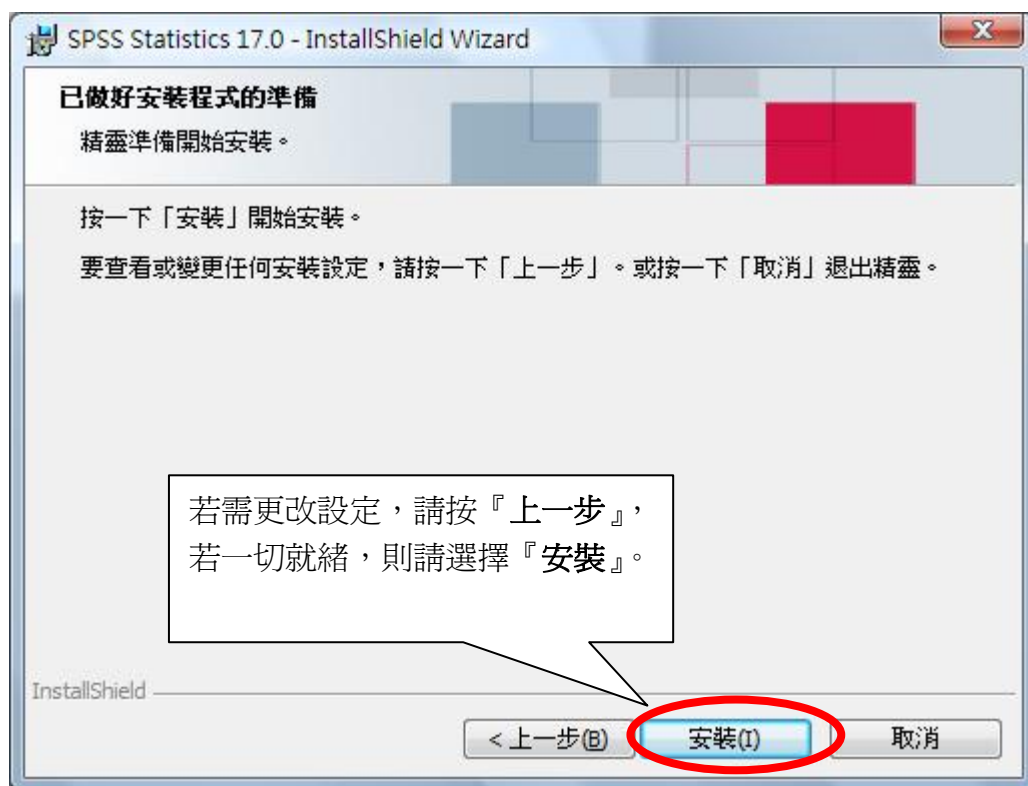 SPSS Statistics 17.0 - InstallShield Wizard
已做好安裝程式的準備
精靈準備開始安裝。
按一下「安裝」開始安裝。
要查看或變更任何安裝設定，請按一下「上一步」。或按一下「取消」退出精靈。
若需更改設定，請按『上一步』，
若一切就緒，則請選擇『安裝』。
InstallShield
<上一步(B)
安裝(I)
取消